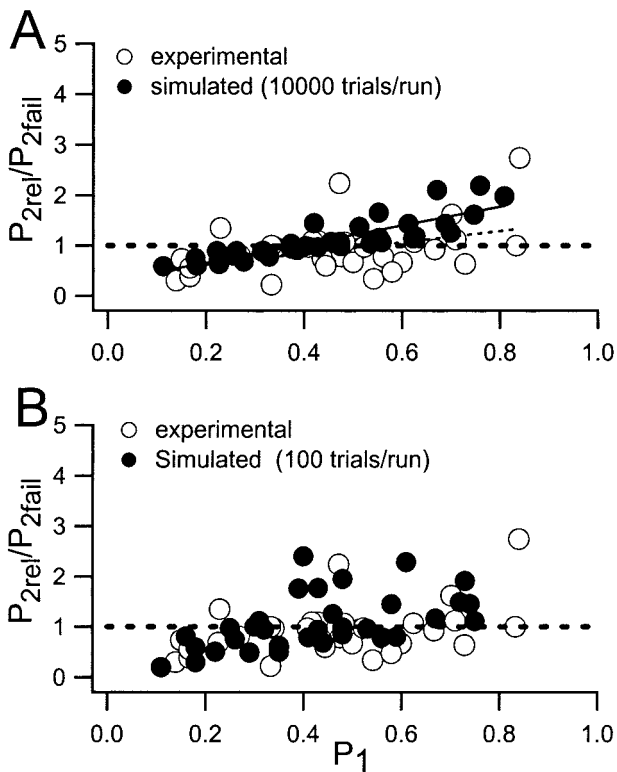 A
5
experimental
4
simulated (10000 trials/run)
3
2
1
0
P2rel/P2fail
0.0 0.2 0.4 0.6 0.8 1.0
B
5
experimental
4
Simulated (100 trials/run)
3
2
1
0
P2rel/P2fail
0.0 0.2 0.4 0.6 0.8 1.0
P1